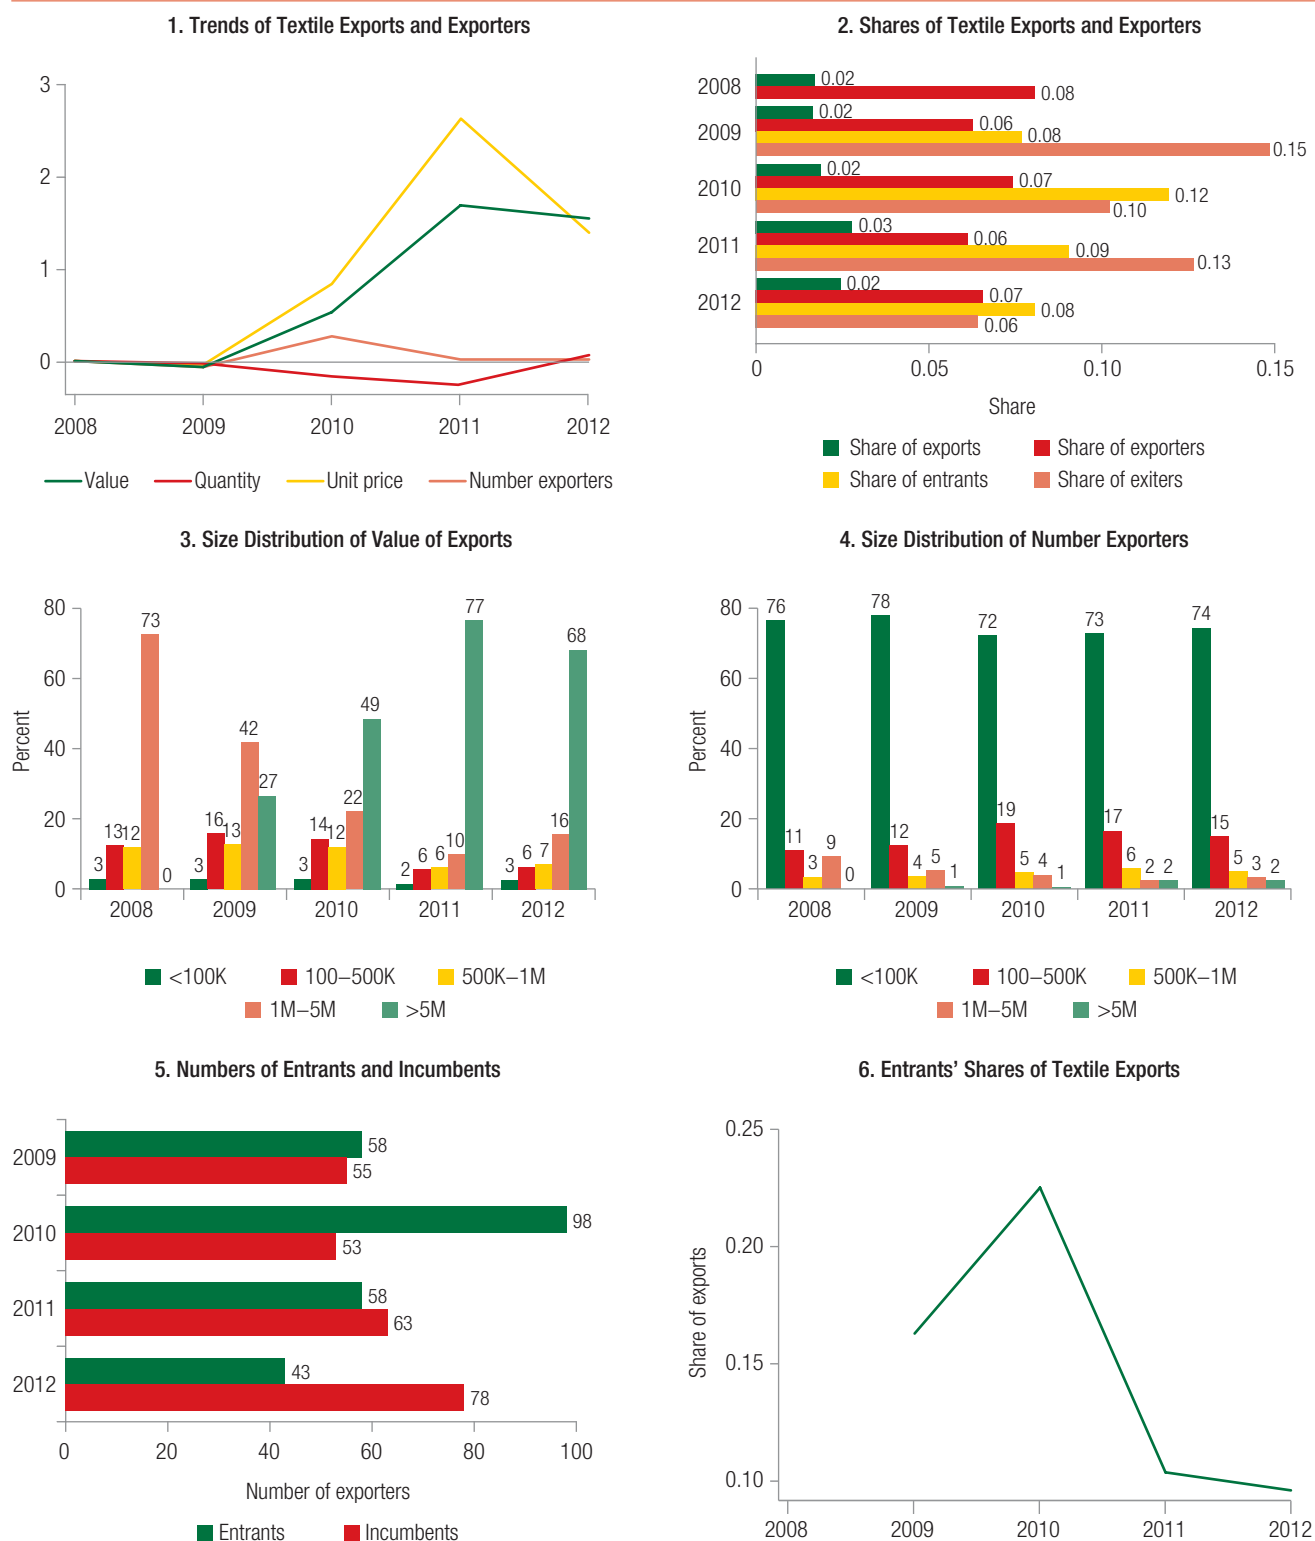 1. Trends of Textile Exports and Exporters
3
2
1
0
2008 2009 2010 2011 2012
Value Quantity Unit price Number exporters
2. Shares of Textile Exports and Exporters
2008
0.02
0.08
2009
0.02
0.06
0.08
0.15
2010
0.02
0.07
0.12
0.10
2011
0.03
0.06
0.09
0.13
2012
0.02
0.07
0.08
0.06
0 0.05 0.10 0.15
Share
Share of exports Share of exporters
Share of entrants Share of exiters
3. Size Distribution of Value of Exports
Percent
80
60
40
20
0
3 13 12 73 0
3 16 13 42 27
3 14 12 22 49
2 6 6 10 77
3 6 7 16 68
2008 2009 2010 2011 2012
<100K 100–500K 500K–1M
1M–5M >5M
4. Size Distribution of Number Exporters
Percent
80
60
40
20
0
76 11 3 9 0
78 12 4 5 1
72 19 5 4 1
73 17 6 2 2
74 15 5 3 2
2008 2009 2010 2011 2012
<100K 100–500K 500K–1M
1M–5M >5M
5. Numbers of Entrants and Incumbents
2009
58
55
2010
98
53
2011
58
63
2012
43
78
0 20 40 60 80 100
Number of exporters
Entrants Incumbents
6. Entrants’ Shares of Textile Exports
Share of exports
0.25
0.20
0.15
0.10
2008 2009 2010 2011 2012